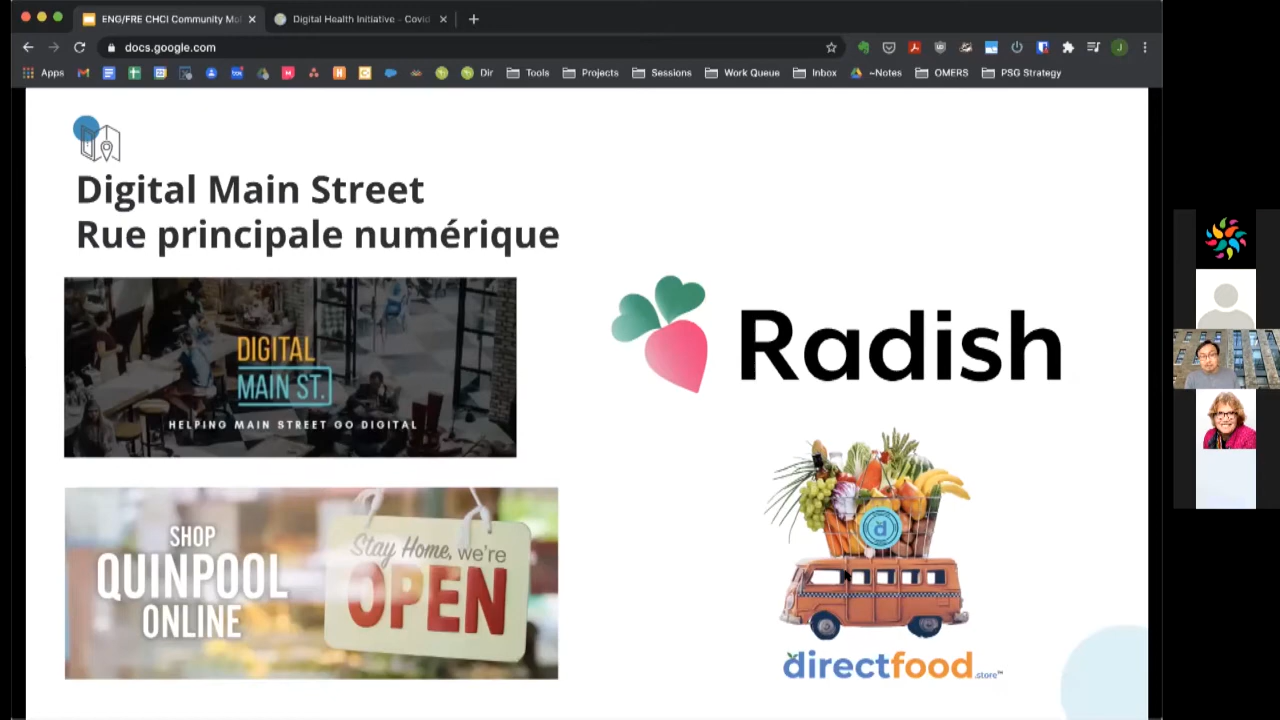 ENG/FRE CHCI Community Mo
Digital Health Initiative - Covid
docs.google.com
Apps
Dir
Tools
Projects
Sessions
Work Queue
Inbox
~Notes
OMERS
PSG Strategy
J
Digital Main Street
Rue principale numérique
DIGITAL
MAIN ST.
HELPING MAIN STREET GO DIGITAL
Radish
SHOP
QUINPOOL
ONLINE
Stay Home, we're
OPEN
d
directfood.store™